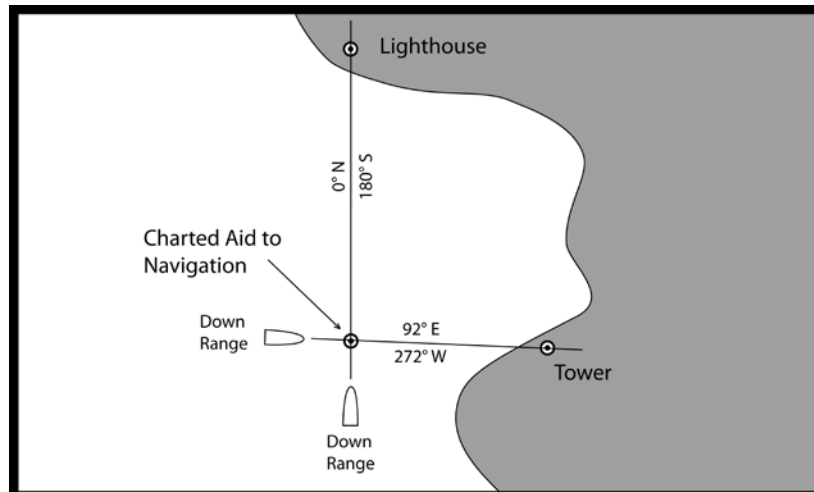 Lighthouse
0° N
180° S
Charted Aid to
Navigation
Down
Range
92° E
272° W
Tower
Down
Range